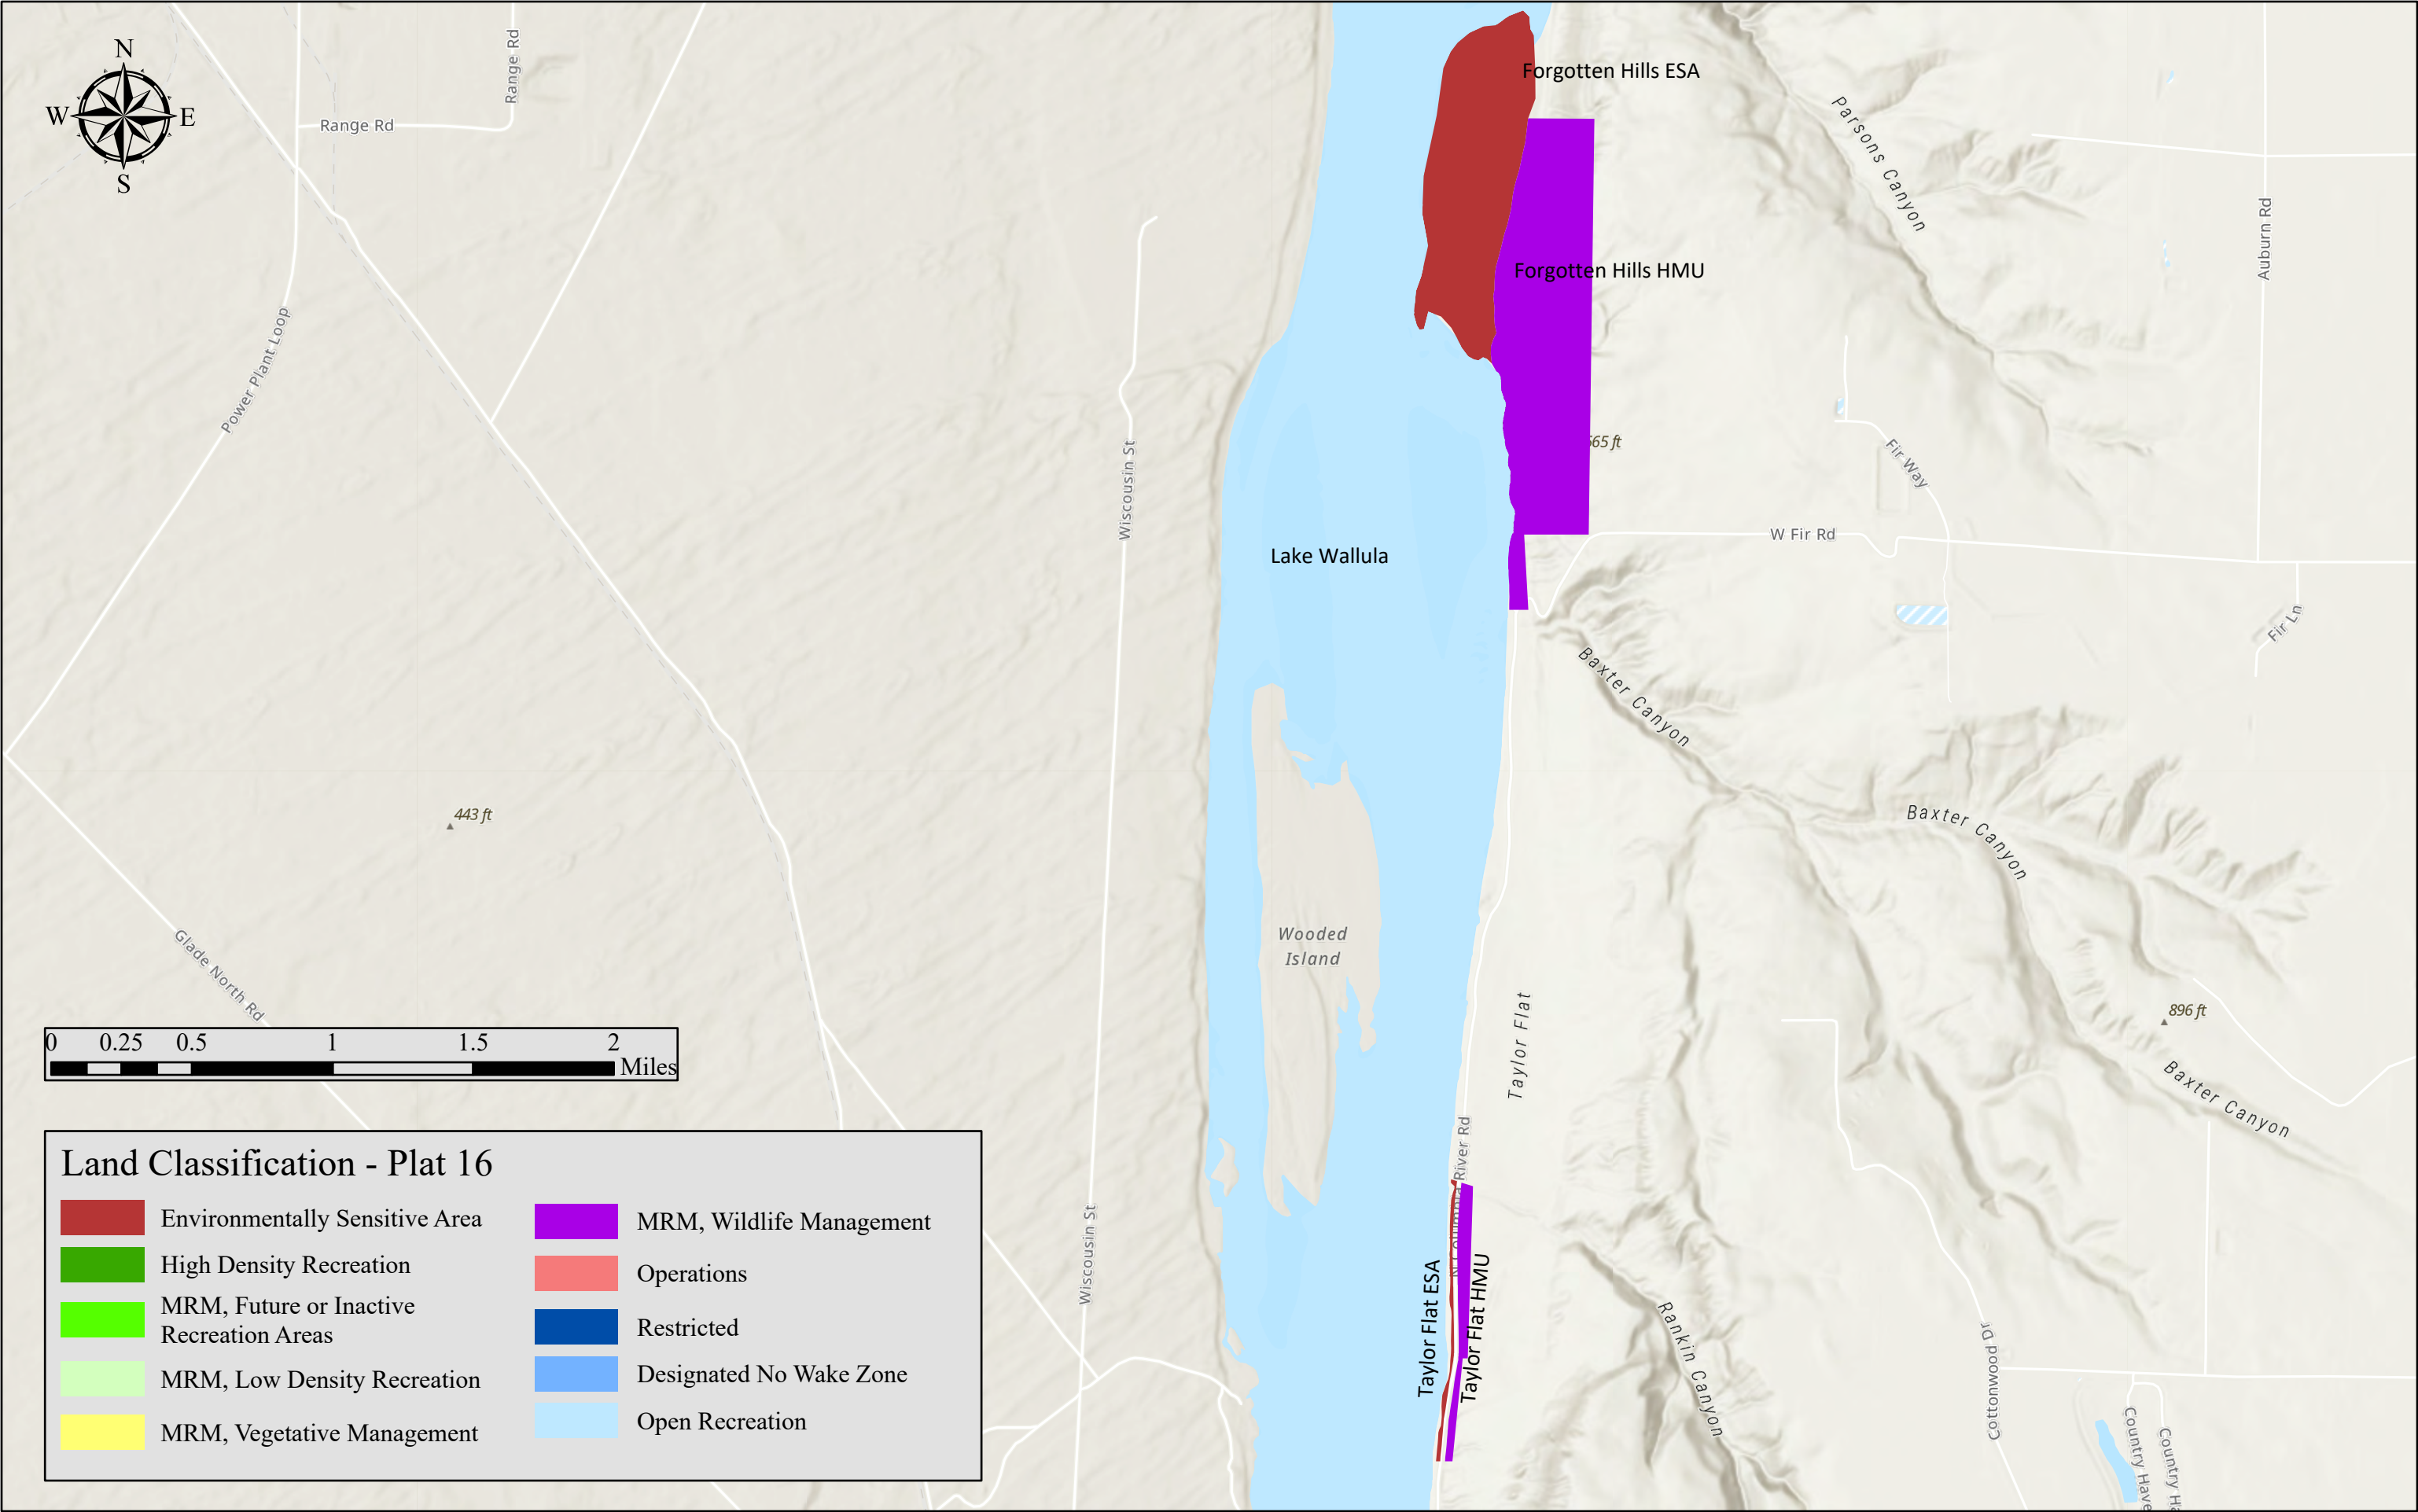 N
W
E
S
Range Rd
Range Rd
Power Plant Loop
Wisconsin St
Forgotten Hills ESA
Forgotten Hills HMU
Parsons Canyon
Auburn Rd
565 ft
Fir Way
W Fir Rd
Fir Ln
Lake Wallula
Baxter Canyon
Baxter Canyon
Baxter Canyon
443 ft
896 ft
Glade North Rd
Wooded
Island
Taylor Flat
N Columbia River Rd
Taylor Flat ESA
Taylor Flat HMU
Rankin Canyon
Wisconsin St
Cottonwood Dr
Country Have
Country Ha
0
0.25
0.5
1
1.5
2
Miles
Land Classification - Plat 16
Environmentally Sensitive Area
High Density Recreation
MRM, Future or Inactive
Recreation Areas
MRM, Low Density Recreation
MRM, Vegetative Management
MRM, Wildlife Management
Operations
Restricted
Designated No Wake Zone
Open Recreation